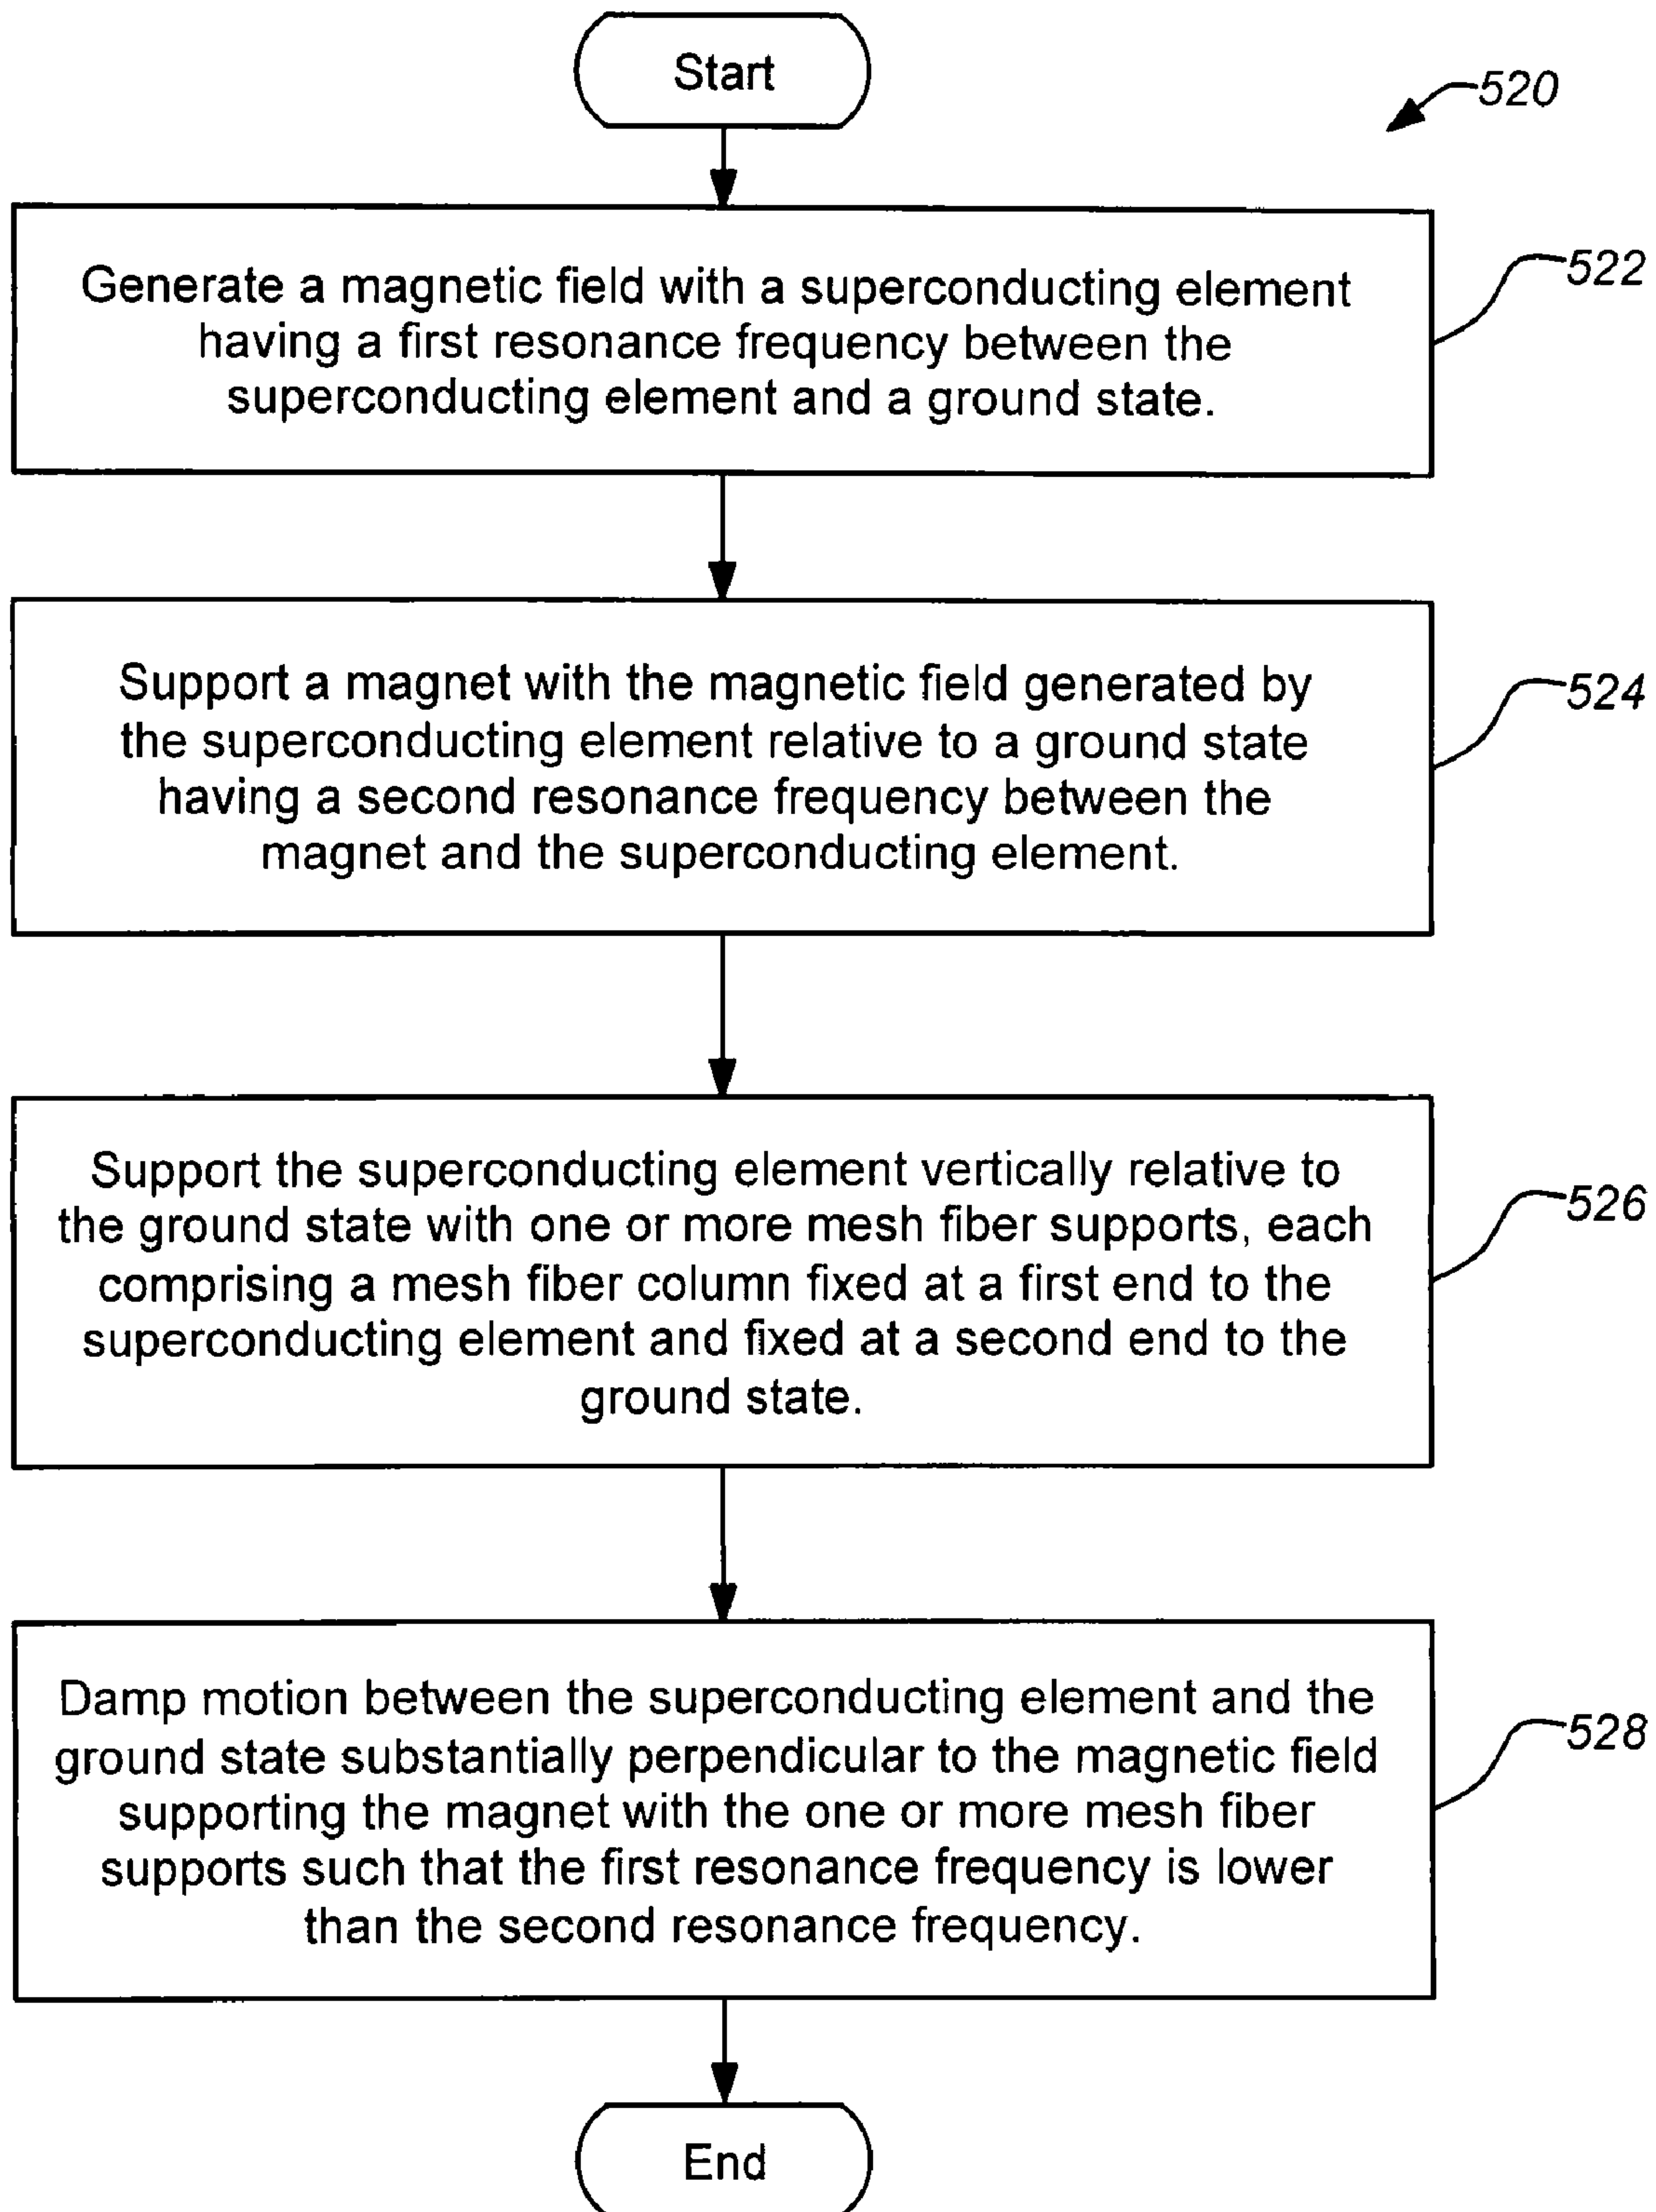 Start
520
Generate a magnetic field with a superconducting element
having a first resonance frequency between the
superconducting element and a ground state.
522
Support a magnet with the magnetic field generated by
the superconducting element relative to a ground state
having a second resonance frequency between the
magnet and the superconducting element.
524
Support the superconducting element vertically relative to
the ground state with one or more mesh fiber supports, each
comprising a mesh fiber column fixed at a first end to the
superconducting element and fixed at a second end to the
ground state.
526
Damp motion between the superconducting element and the
ground state substantially perpendicular to the magnetic field
supporting the magnet with the one or more mesh fiber
supports such that the first resonance frequency is lower
than the second resonance frequency.
528
End